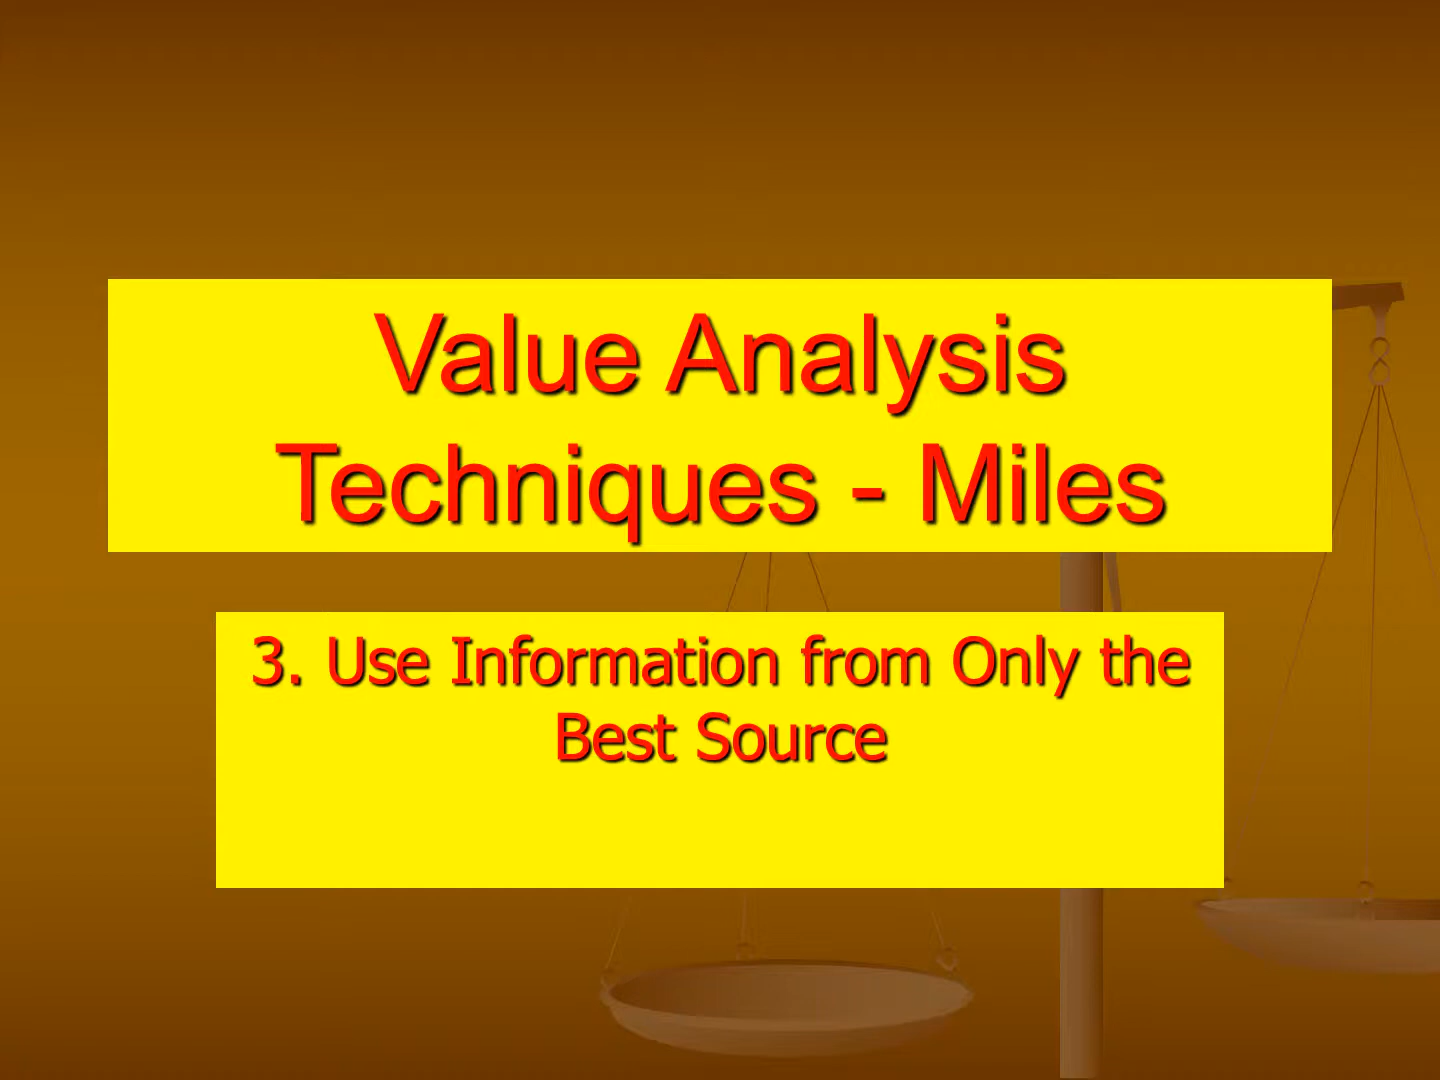 Value Analysis
Techniques - Miles
3. Use Information from Only the
Best Source